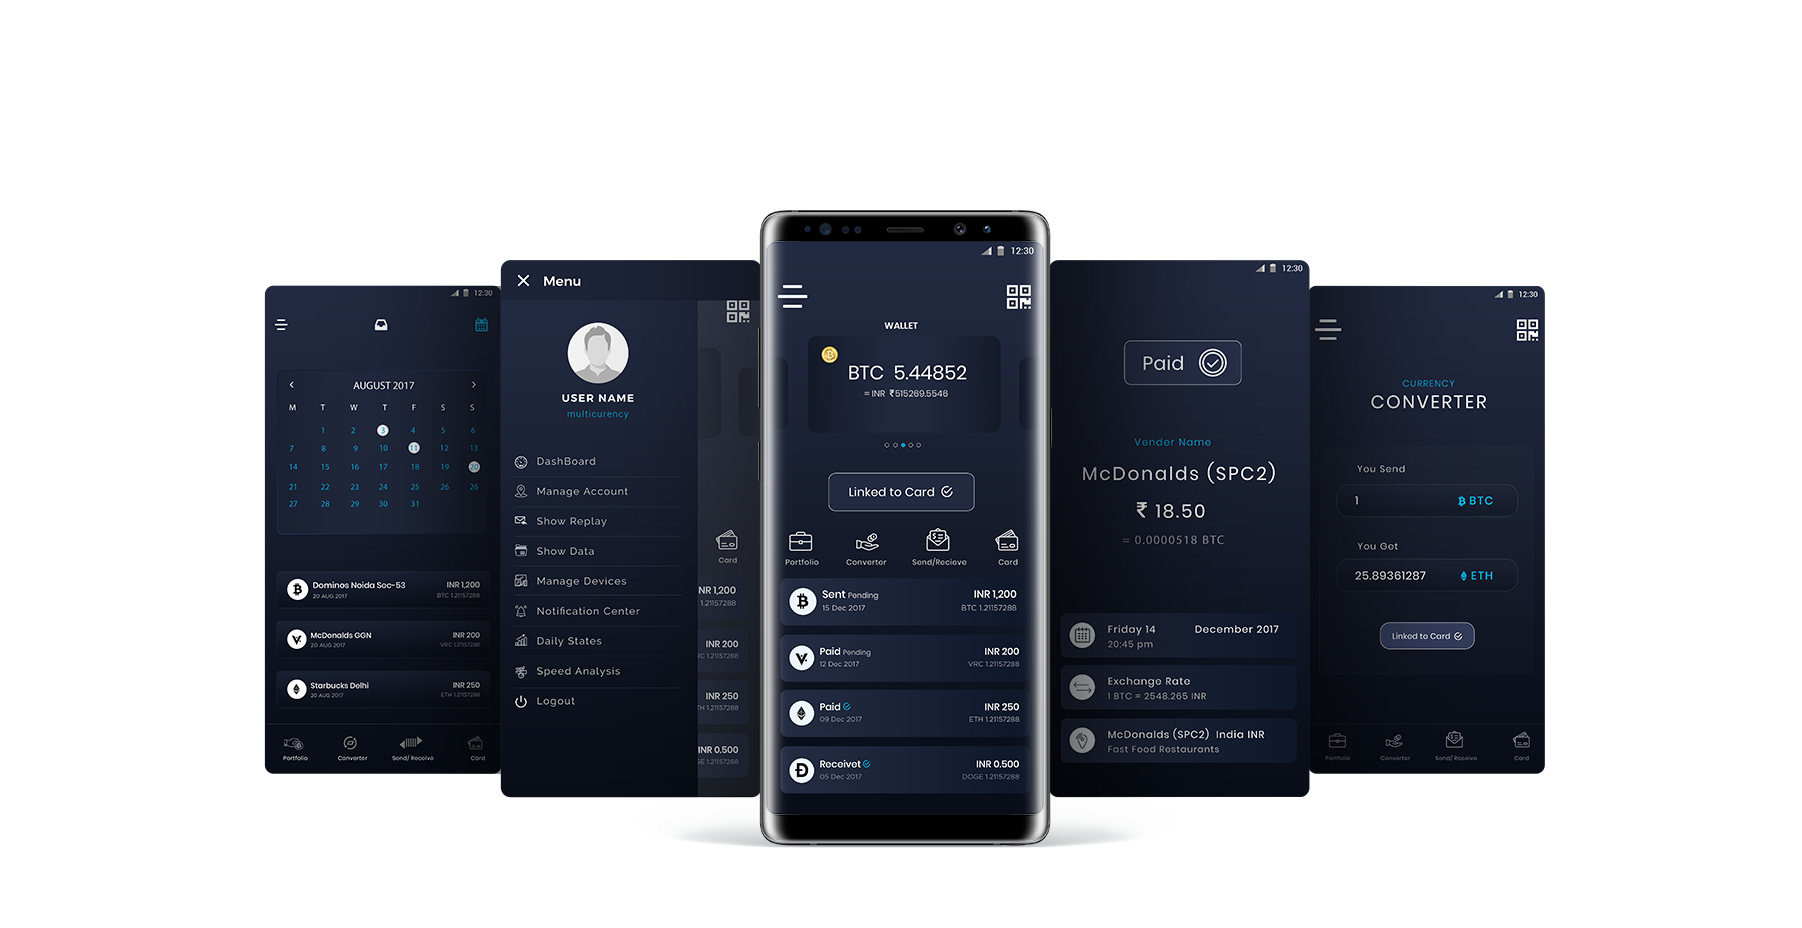 12:30
AUGUST 2017
M T W T F S S
1 2 3 4 5 6
7 8 9 10 11 12 13
14 15 16 17 18 19 20
21 22 23 24 25 26 26
27 28 29 30 31
Dominos Noida Sec-53 INR 1,200
20 AUG 2017 BTC 1.21157288
McDonalds GGN INR 200
20 AUG 2017 VRC 1.21157288
Starbucks Delhi INR 250
20 AUG 2017 ETH 1.21157288
Portfolio Converter Send/ Receive Card
Menu
USER NAME
multicurency
DashBoard
Manage Account
Show Replay
Show Data
Manage Devices
Notification Center
Daily States
Speed Analysis
Logout
Card
NR 1,200
1.21157288
INR 200
RC 1.21157288
INR 250
TH 1.21157288
INR 0.500
GE 1.21157288
12:30
WALLET
BTC 5.44852
= INR ₹515269.5546
Linked to Card
Portfolio Converter Send/Recieve Card
Sent Pending INR 1,200
15 Dec 2017 BTC 1.21157288
Paid Pending INR 200
12 Dec 2017 VRC 1.21157288
Paid INR 250
09 Dec 2017 ETH 1.21157288
Receivet INR 0.500
05 Dec 2017 DOGE 1.21157288
12:30
Paid
Vender Name
McDonalds (SPC2)
₹ 18.50
= 0.0000518 BTC
Friday 14 December 2017
20:45 pm
Exchange Rate
1 BTC = 2548.265 INR
McDonalds (SPC2) India INR
Fast Food Restaurants
12:30
CURRENCY
CONVERTER
You Send
1 BTC
You Get
25.89361287 ETH
Linked to Card
Portfolio Converter Send/ Receive Card